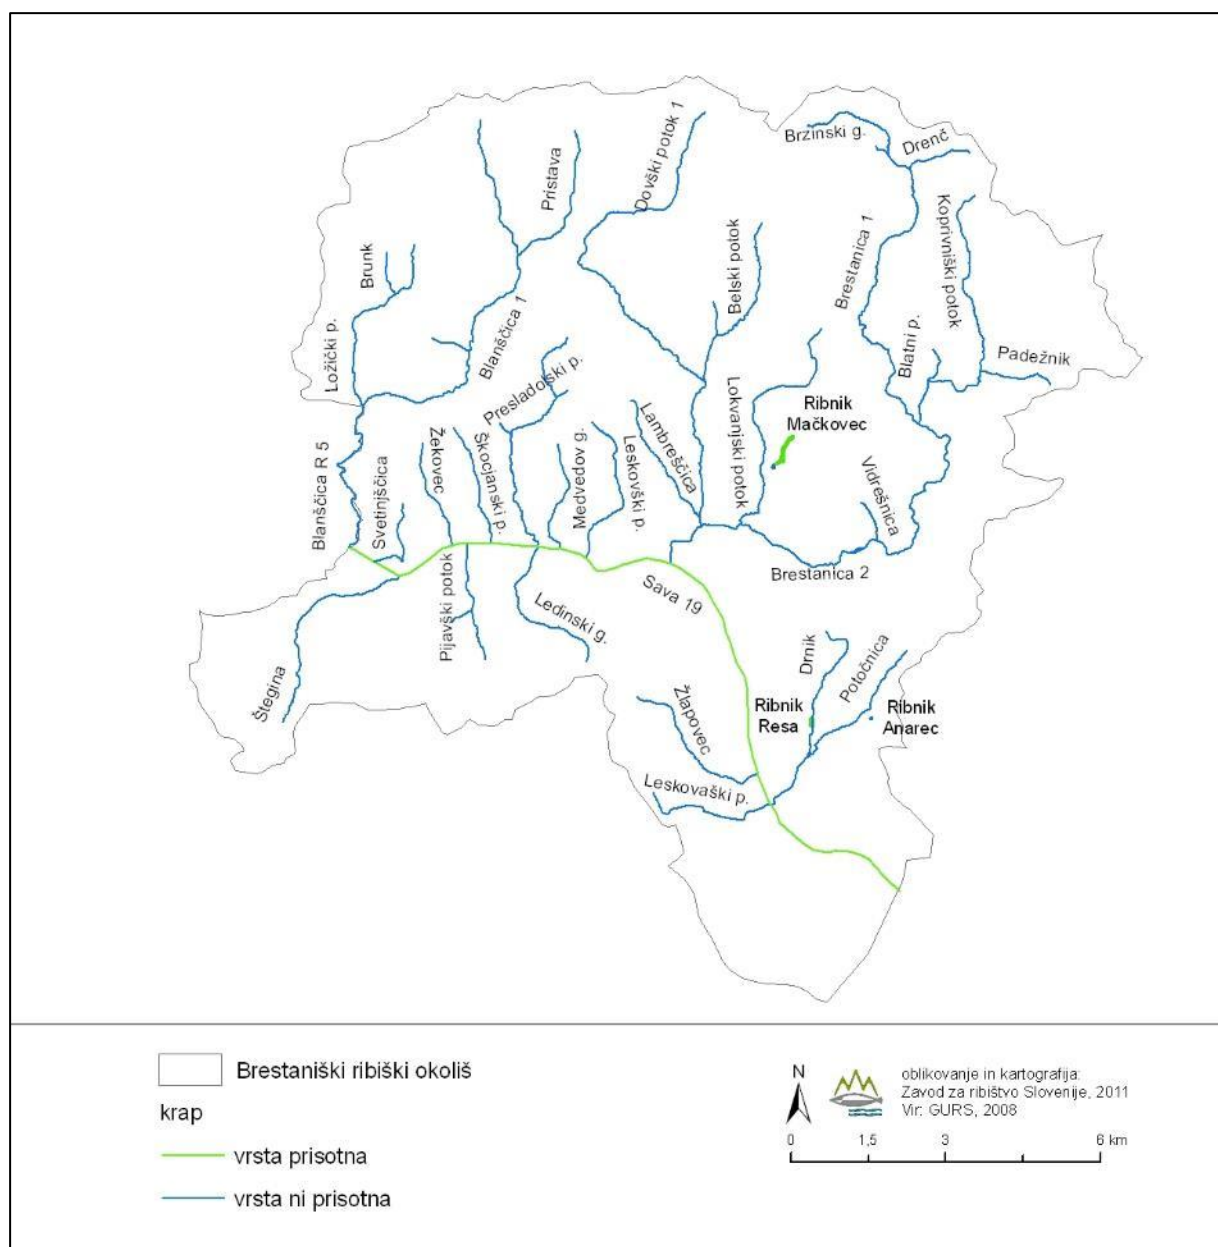 Brzinski g.
Drenč
Dovški potok 1
Pristava
Koprivniški potok
Brestanica 1
Belski potok
Brunk
Blanščica 1
Ložički p.
Blatni p.
Padežnik
Presladolski p.
Lokvanjski potok
Ribnik
Mačkovec
Lambreščica
Žekovec
Škocjanski p.
Medvedov g.
Leskovški p.
Blanščica R 5
Svetinjščica
Vidrešnica
Brestanica 2
Sava 19
Pijavški potok
Ledinski g.
Štegina
Drnik
Potočnica
Žlapovec
Ribnik
Resa
Ribnik
Anarec
Leskovaški p.
Brestaniški ribiški okoliš
krap
vrsta prisotna
vrsta ni prisotna
N
oblikovanje in kartografija:
Zavod za ribištvo Slovenije, 2011
Vir: GURS, 2008
0 1,5 3 6 km